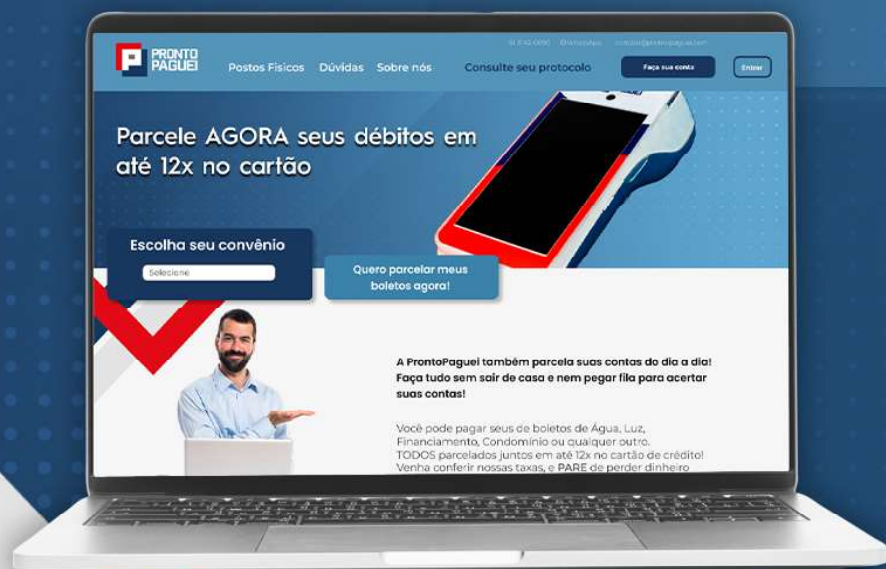 PRONTO
PAGUEI
Postos Físicos Dúvidas Sobre nós Consulte seu protocolo Faça sua conta Entrar
WhatsApp
Parcele AGORA seus débitos em
até 12x no cartão
Escolha seu convênio
Selecione
Quero parcelar meus
boletos agora!
A ProntoPaguei também parcela suas contas do dia a dia!
Faça tudo sem sair de casa e nem pegar fila para acertar
suas contas!
Você pode pagar seus de boletos de Água, Luz,
Financiamento, Condomínio ou qualquer outro.
TODOS parcelados juntos em até 12x no cartão de crédito!
Venha conferir nossas taxas, e PARE de perder dinheiro